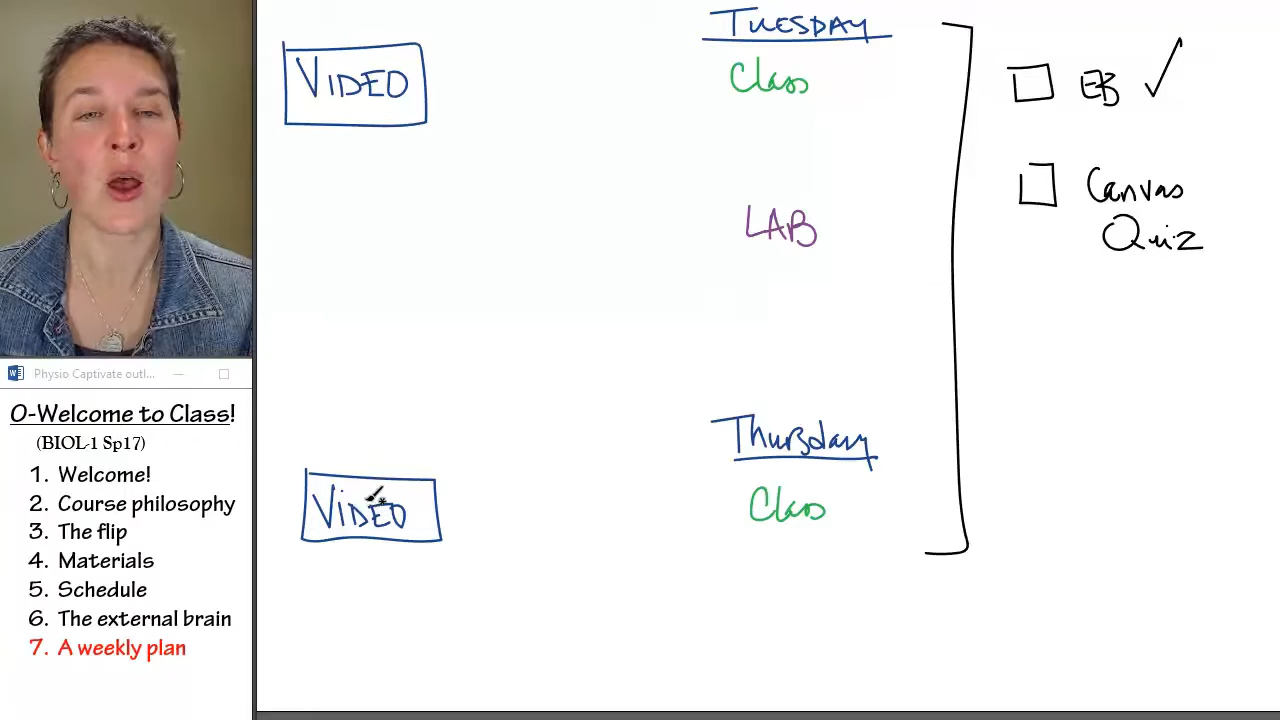 TUESDAY
VIDEO
Class
EB ✓
LAB
Canvas
Quiz
Thursday
VIDEO
Class
Physio Captivate outl...
O-Welcome to Class!
(BIOL-1 Sp17)
1. Welcome!
2. Course philosophy
3. The flip
4. Materials
5. Schedule
6. The external brain
7. A weekly plan